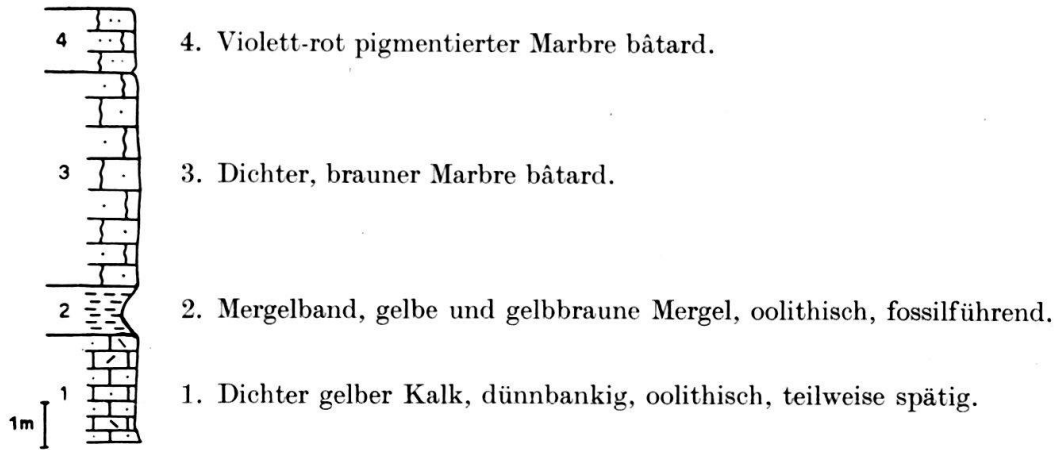 4 4. Violett-rot pigmentierter Marbre bâtard.
3 3. Dichter, brauner Marbre bâtard.
2 2. Mergelband, gelbe und gelbbraune Mergel, oolithisch, fossilführend.
1 1. Dichter gelber Kalk, dünnbankig, oolithisch, teilweise spätig.
1m